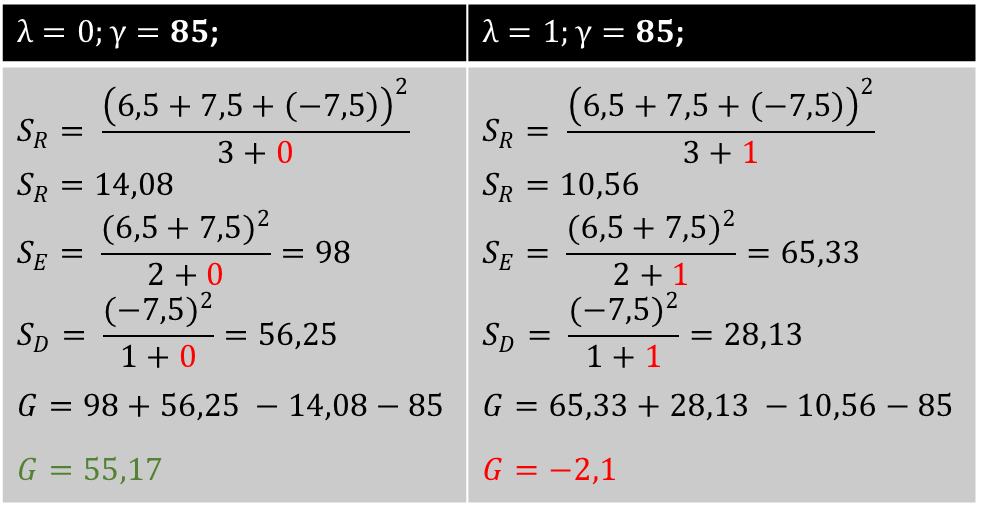 λ = 0; γ = 85;
S_R = (6,5 + 7,5 + (−7,5))² / 3 + 0
S_R = 14,08
S_E = (6,5 + 7,5)² / 2 + 0 = 98
S_D = (−7,5)² / 1 + 0 = 56,25
G = 98 + 56,25 − 14,08 − 85
G = 55,17
λ = 1; γ = 85;
S_R = (6,5 + 7,5 + (−7,5))² / 3 + 1
S_R = 10,56
S_E = (6,5 + 7,5)² / 2 + 1 = 65,33
S_D = (−7,5)² / 1 + 1 = 28,13
G = 65,33 + 28,13 − 10,56 − 85
G = −2,1